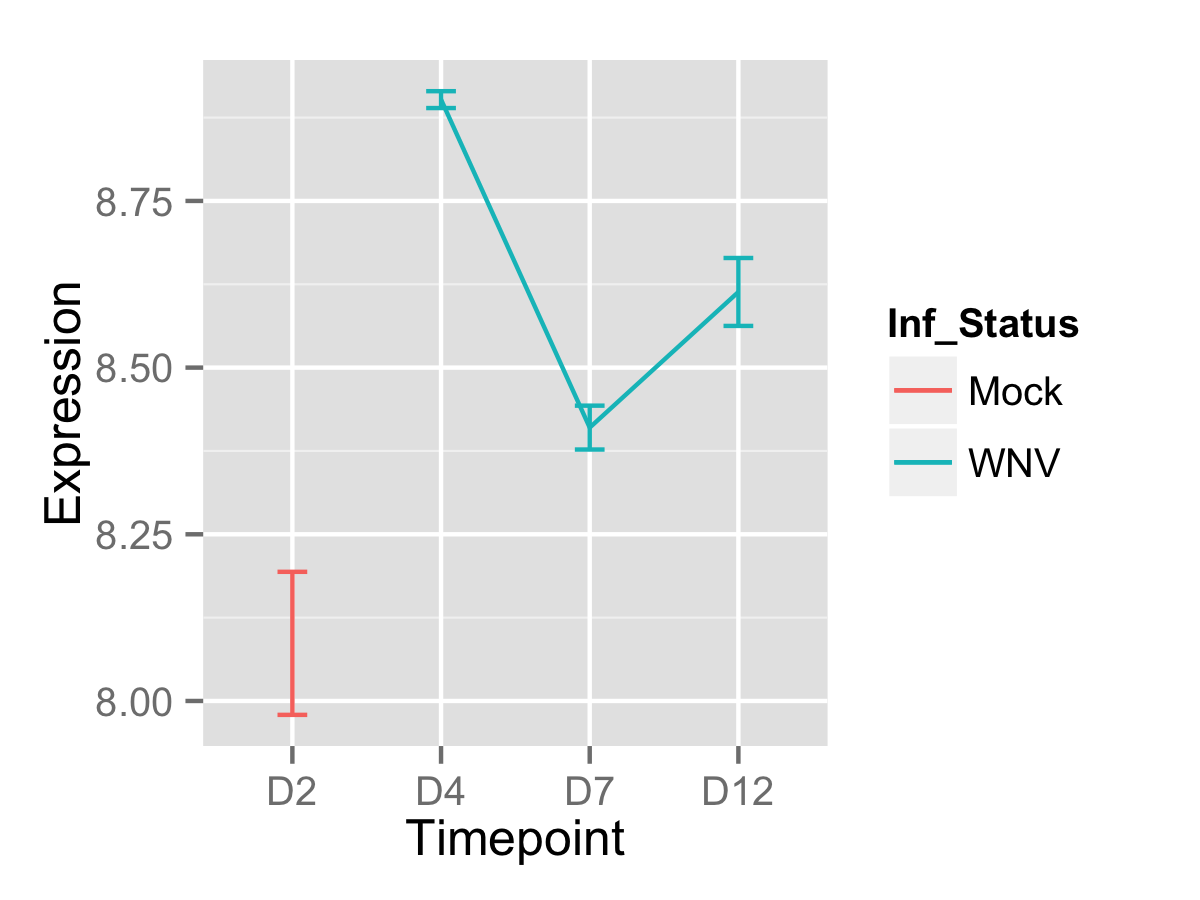 8.75
8.50
8.25
8.00
Expression
D2 D4 D7 D12
Timepoint
Inf_Status
Mock
WNV